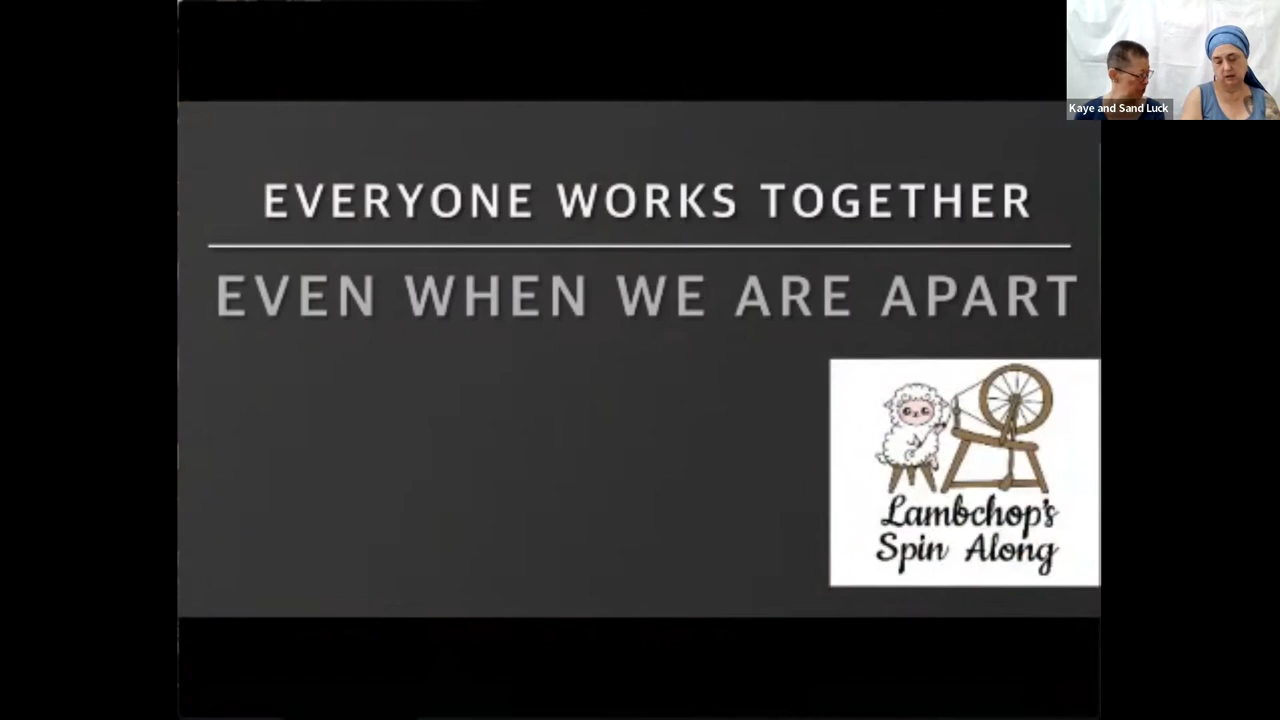 Kaye and Sand Luck
EVERYONE WORKS TOGETHER
EVEN WHEN WE ARE APART
Lambchop's
Spin Along